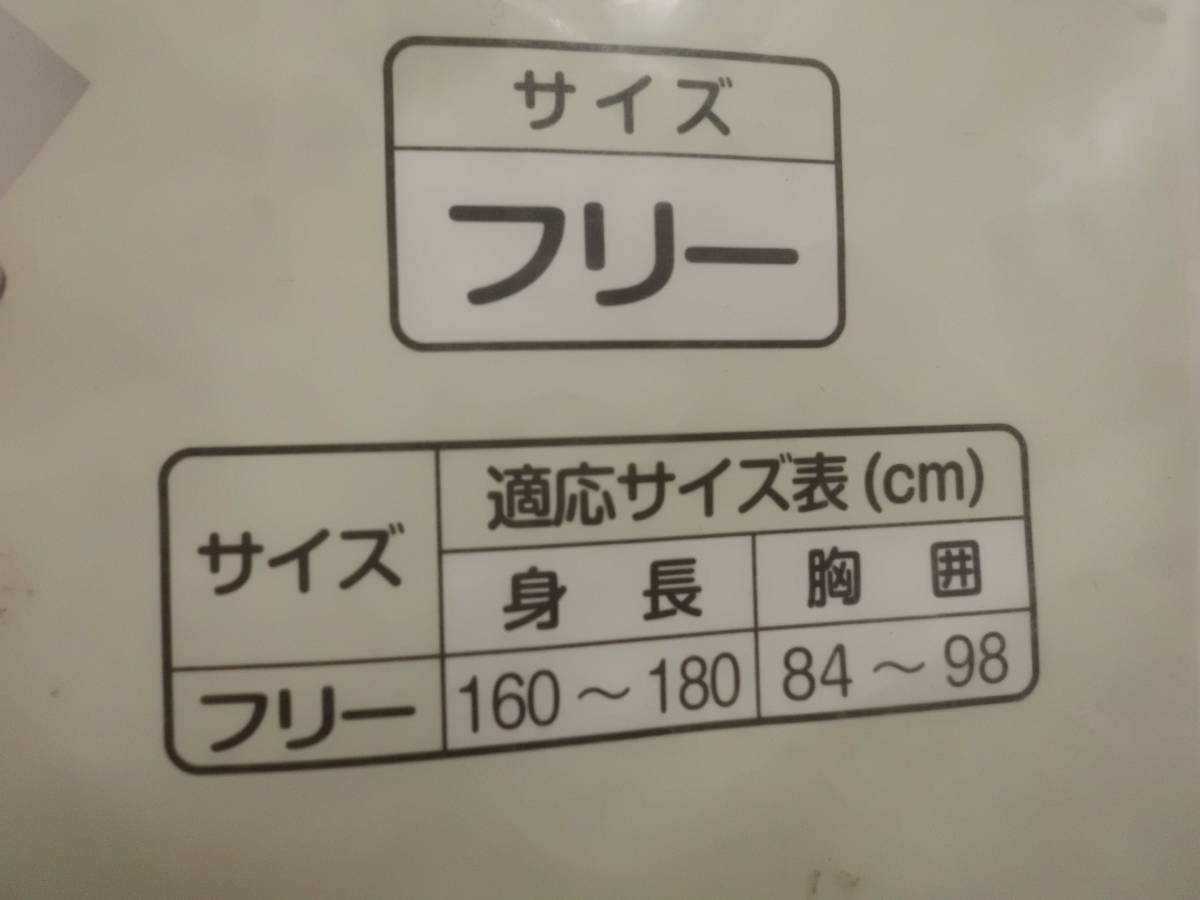 サイズ
フリー
サイズ
適応サイズ表(cm)
身長
胸囲
フリー
160～180
84～98